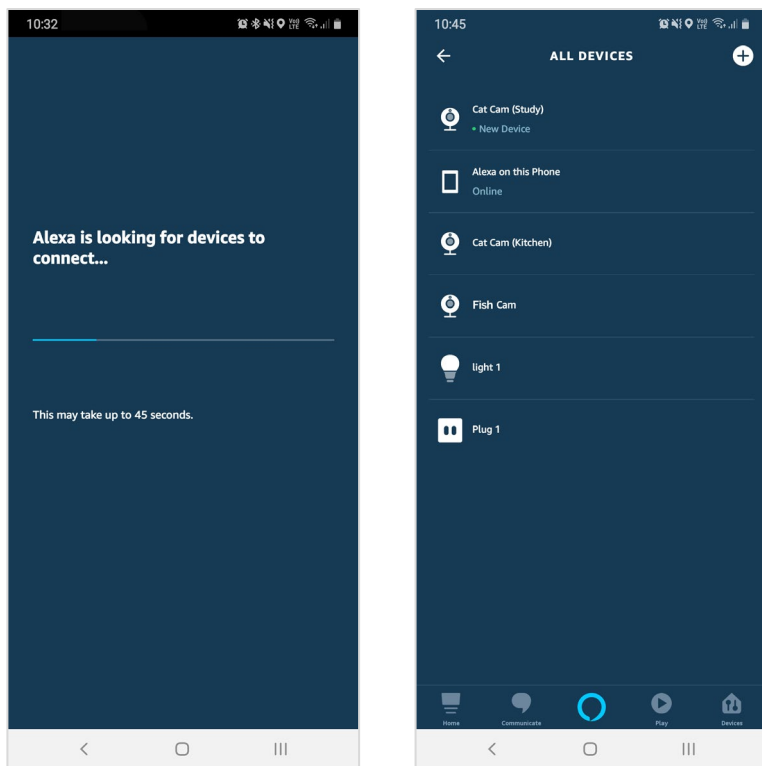 10:32
Alexa is looking for devices to
connect...
This may take up to 45 seconds.
10:45
ALL DEVICES
Cat Cam (Study)
• New Device
Alexa on this Phone
Online
Cat Cam (Kitchen)
Fish Cam
light 1
Plug 1
Home Communicate Play Devices